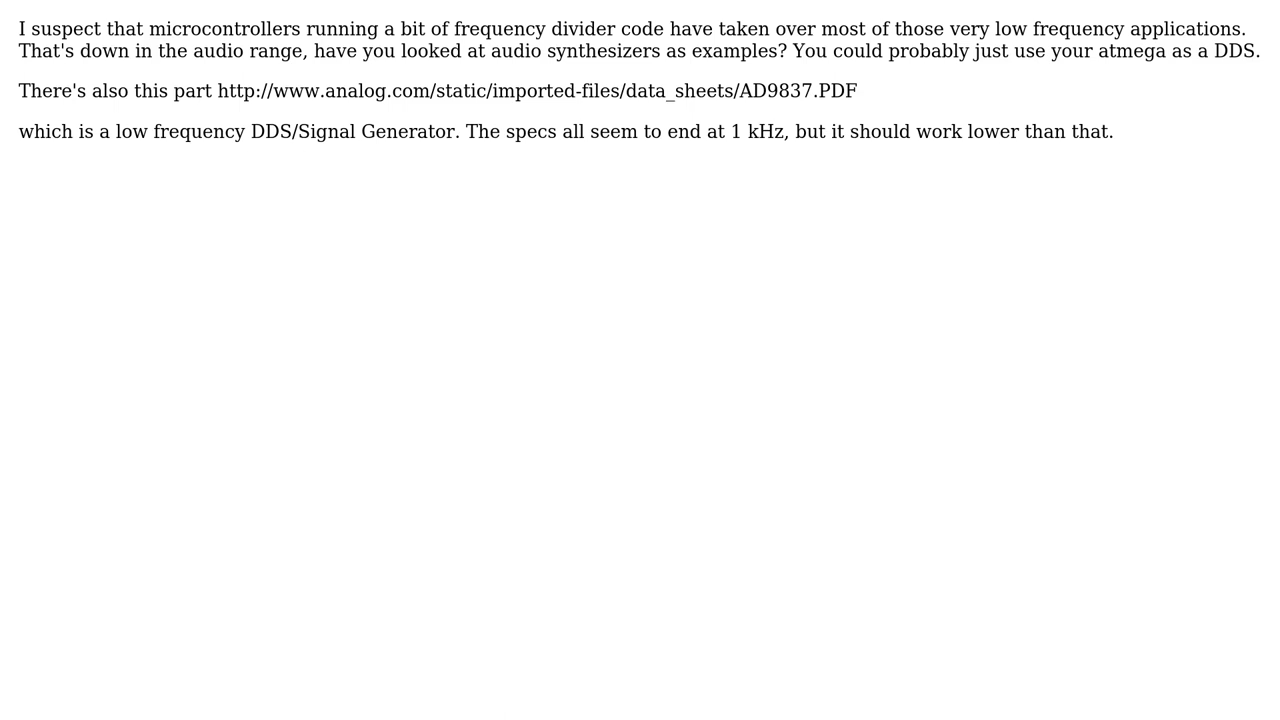 I suspect that microcontrollers running a bit of frequency divider code have taken over most of those very low frequency applications.
That's down in the audio range, have you looked at audio synthesizers as examples? You could probably just use your atmega as a DDS.
There's also this part http://www.analog.com/static/imported-files/data_sheets/AD9837.PDF
which is a low frequency DDS/Signal Generator. The specs all seem to end at 1 kHz, but it should work lower than that.